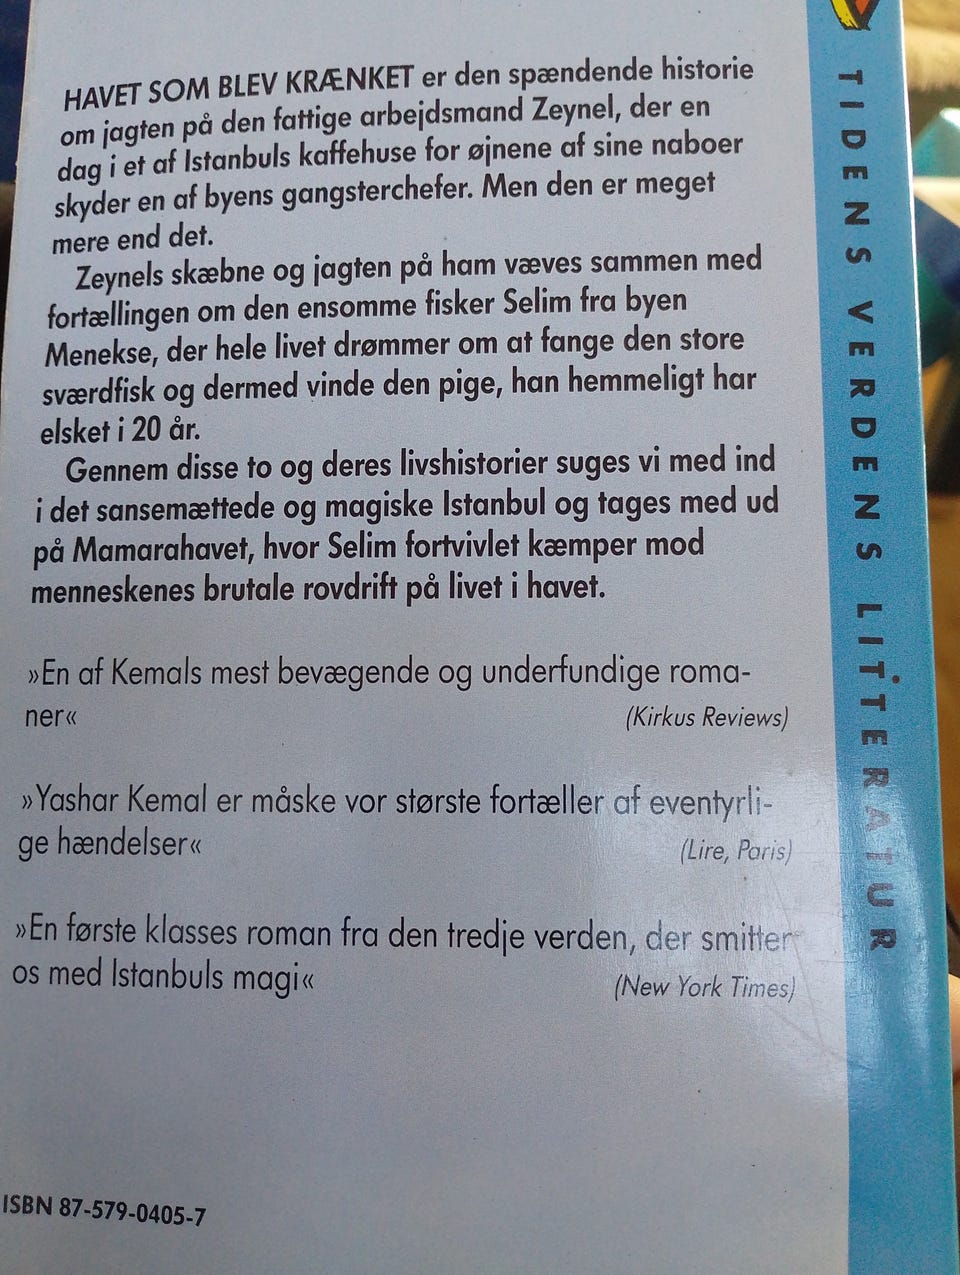 HAVET SOM BLEV KRÆNKET er den spændende historie
om jagten på den fattige arbejdsmand Zeynel, der en
dag i et af Istanbuls kaffehuse for øjnene af sine naboer
skyder en af byens gangsterchefer. Men den er meget
mere end det.
Zeynels skæbne og jagten på ham væves sammen med
fortællingen om den ensomme fisker Selim fra byen
Menekse, der hele livet drømmer om at fange den store
sværdfisk og dermed vinde den pige, han hemmeligt har
elsket i 20 år.
Gennem disse to og deres livshistorier suges vi med ind
i det sansemættede og magiske Istanbul og tages med ud
på Mamarahavet, hvor Selim fortvivlet kæmper mod
menneskenes brutale rovdrift på livet i havet.
»En af Kemals mest bevægende og underfundige roma-
ner« (Kirkus Reviews)
»Yashar Kemal er måske vor største fortæller af eventyrli-
ge hændelser« (Lire, Paris)
»En første klasses roman fra den tredje verden, der smitter
os med Istanbuls magi« (New York Times)
ISBN 87-579-0405-7
TIDENS VERDENS LITTERATUR